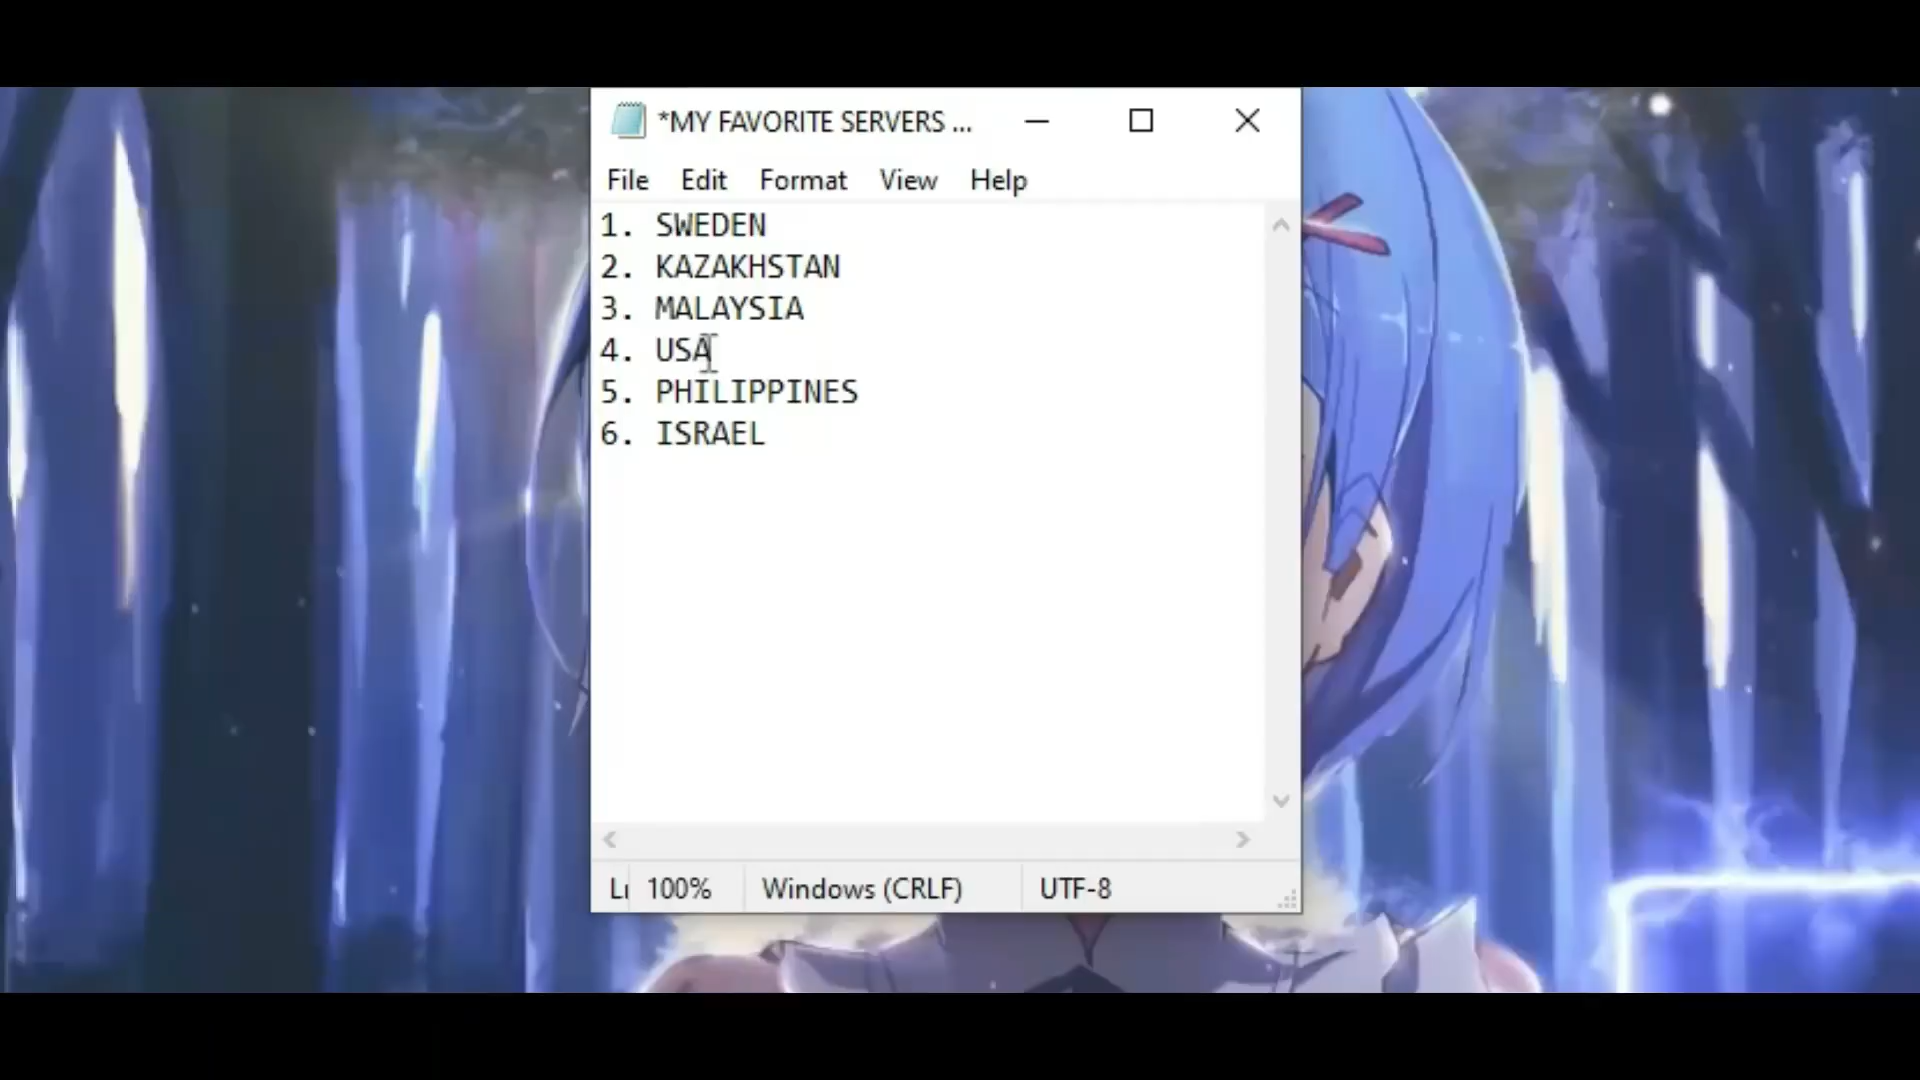 *MY FAVORITE SERVERS ...
File Edit Format View Help
1. SWEDEN
2. KAZAKHSTAN
3. MALAYSIA
4. USA
5. PHILIPPINES
6. ISRAEL
100% Windows (CRLF) UTF-8